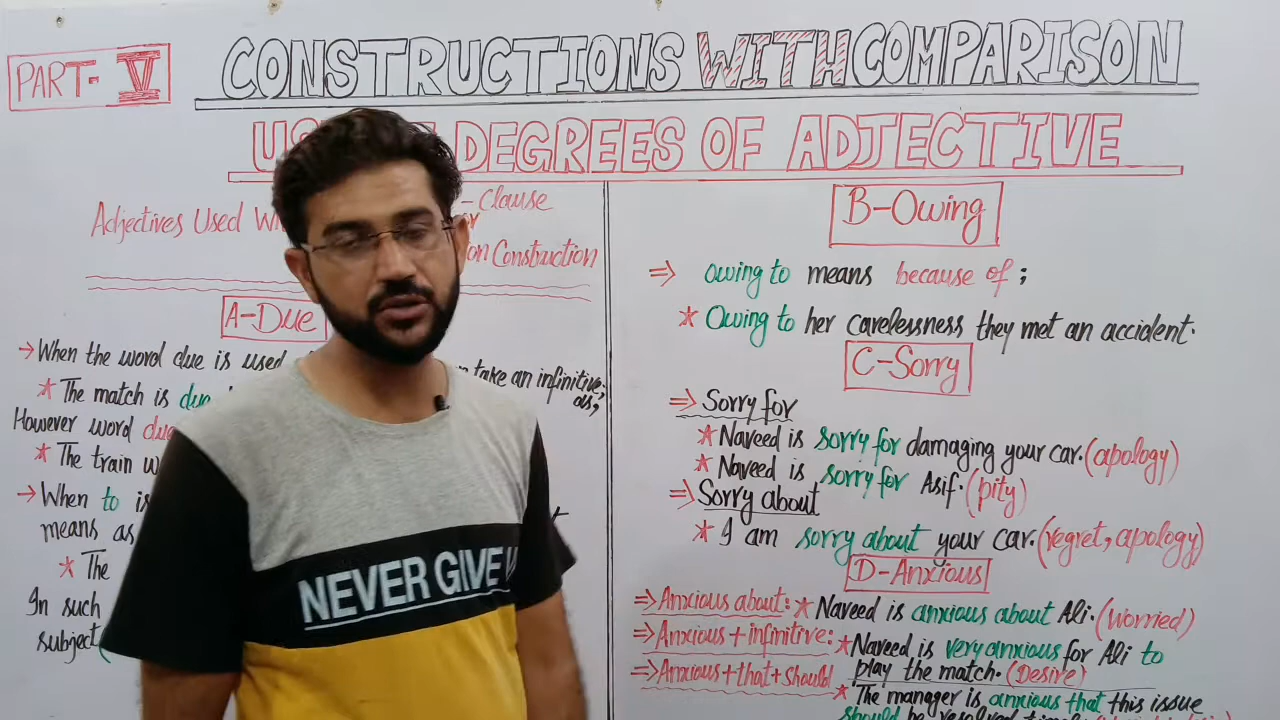 PART- V
CONSTRUCTIONS WITH COMPARISON
DEGREES OF ADJECTIVE
Adjectives Used - Clause
Construction
A-Due
→ When the word due is used take an infinitive;
as,
* The match is due
However word due
* The train
→ When to is
means as
* The
In such
subject
B-Owing
⇒ owing to means because of ;
* Owing to her carelessness they met an accident.
C-Sorry
⇒ Sorry for
* Naveed is sorry for damaging your car. (apology)
* Naveed is sorry for Asif. (pity)
⇒ Sorry about
* I am sorry about your car. (regret, apology)
D-Anxious
⇒ Anxious about: * Naveed is anxious about Ali. (Worried)
⇒ Anxious + infinitive: * Naveed is very anxious for Ali to
play the match. (Desire)
⇒ Anxious + that + should
* The manager is anxious that this issue
should be resolved
NEVER GIVE U